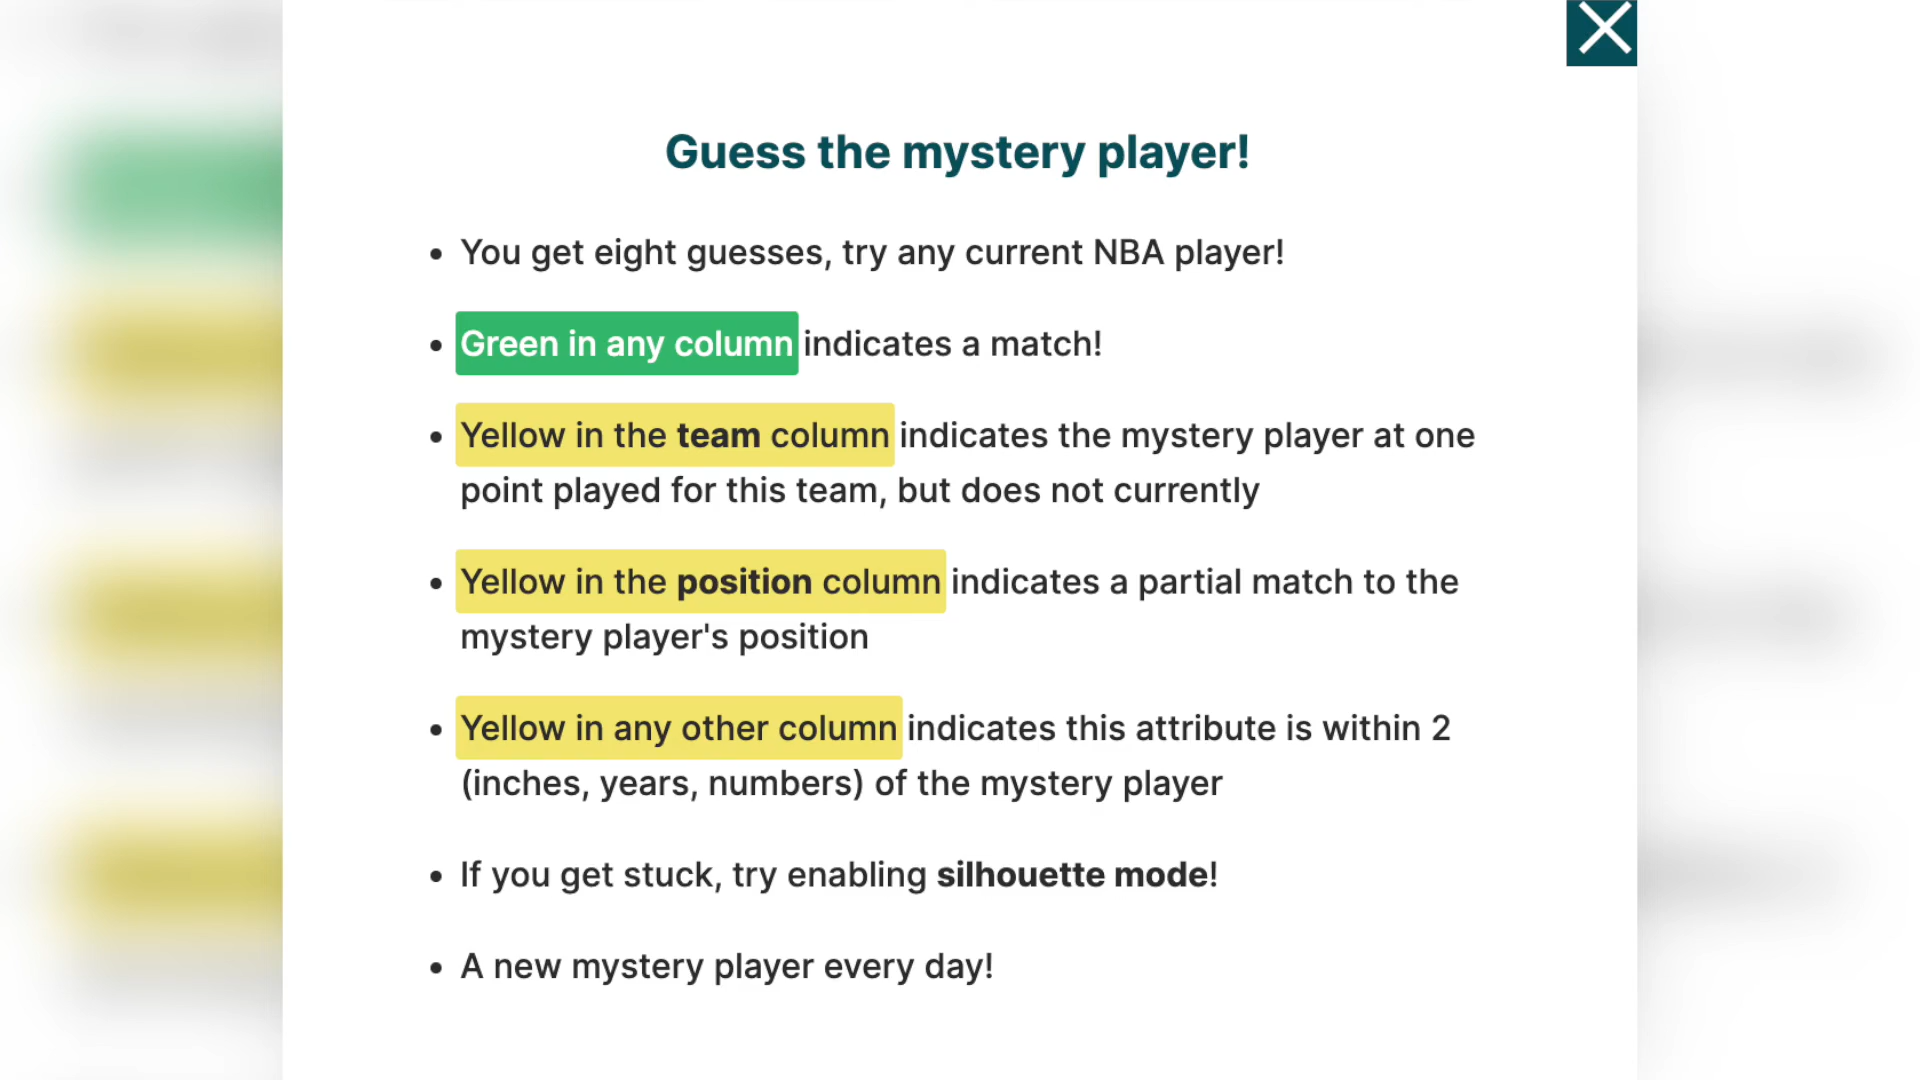 Guess the mystery player!
• You get eight guesses, try any current NBA player!
• Green in any column indicates a match!
• Yellow in the team column indicates the mystery player at one
point played for this team, but does not currently
• Yellow in the position column indicates a partial match to the
mystery player's position
• Yellow in any other column indicates this attribute is within 2
(inches, years, numbers) of the mystery player
• If you get stuck, try enabling silhouette mode!
• A new mystery player every day!